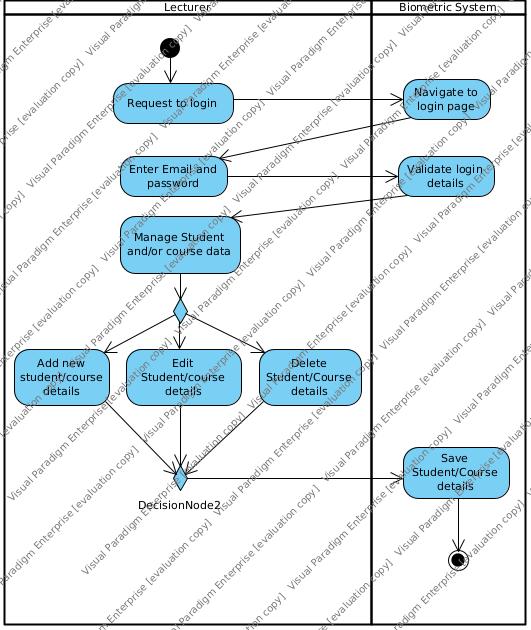 Lecturer
Biometric System
Request to login
Navigate to
login page
Enter Email and
password
Validate login
details
Manage Student
and/or course data
Add new
student/course
details
Edit
Student/course
details
Delete
Student/Course
details
Save
Student/Course
details
DecisionNode2
Visual Paradigm Enterprise [evaluation copy]